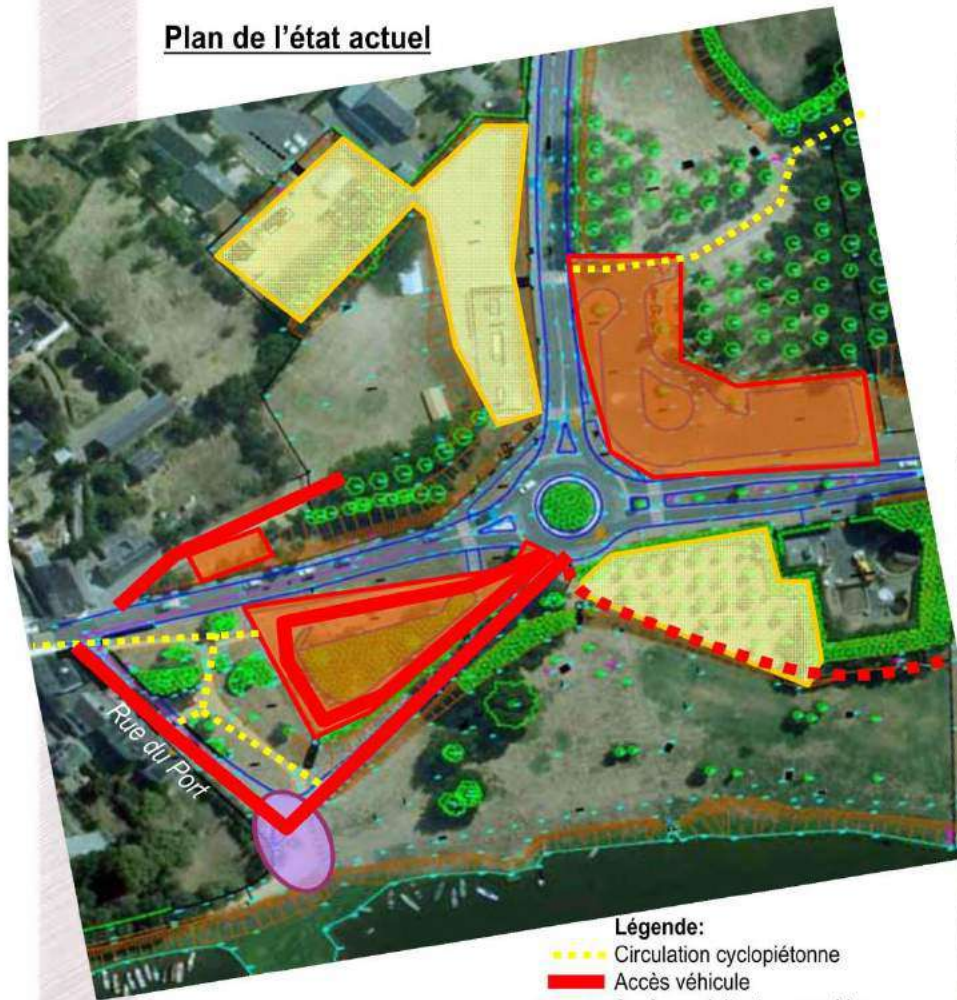 Plan de l'état actuel
Rue du Port
Légende:
Circulation cyclopiétonne
Accès véhicule